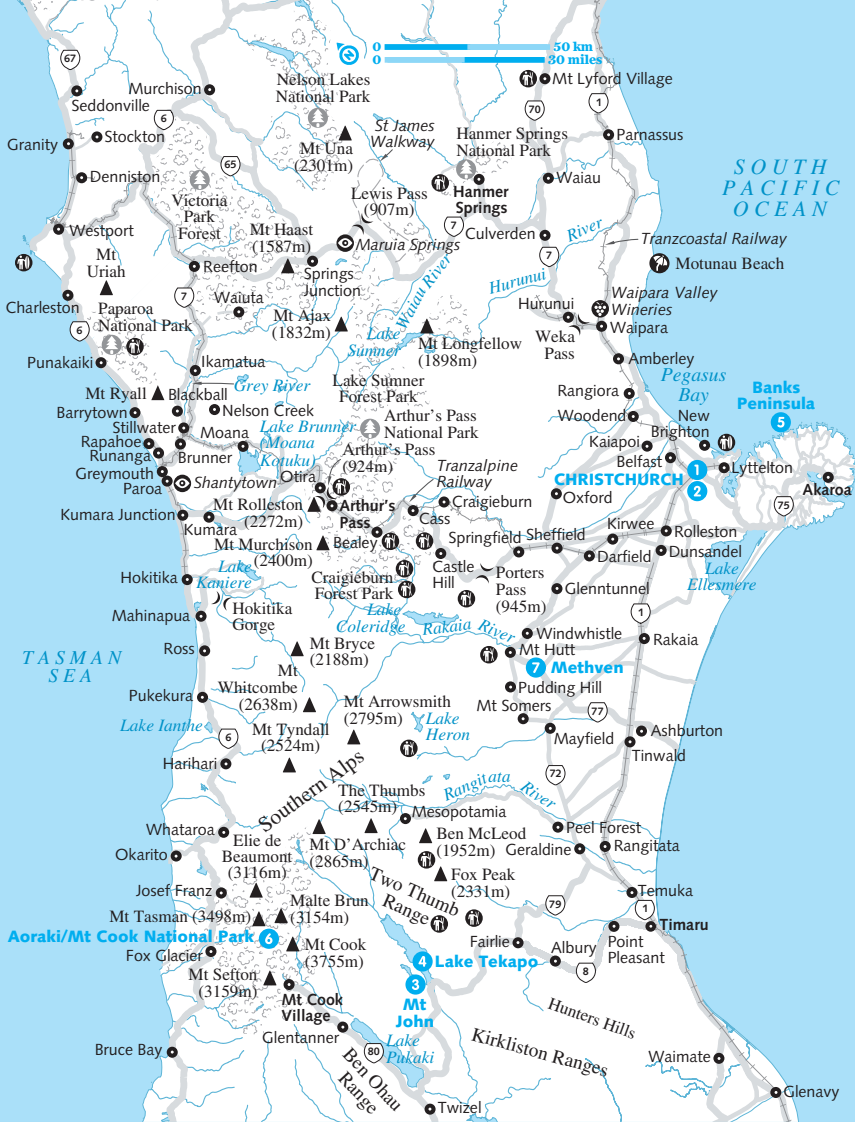 0 50 km
0 30 miles
67
Murchison
Seddonville
Nelson Lakes
National Park
Mt Lyford Village
70
1
6
Stockton
Granity
Mt Una
(2301m)
St James
Walkway
Hanmer Springs
National Park
Parnassus
65
Denniston
Victoria
Park
Forest
Lewis Pass
(907m)
Hanmer
Springs
Waiau
SOUTH
PACIFIC
OCEAN
Westport
Mt
Uriah
Mt Haast
(1587m)
Maruia Springs
7
Culverden
River
Tranzcoastal Railway
Reefton
Springs
Junction
7
Motunau Beach
Charleston
Paparoa
National Park
7
Waiuta
Waiau River
Hurunui
Hurunui
Waipara Valley
Wineries
6
Mt Ajax
(1832m)
Lake
Sumner
Mt Longfellow
(1898m)
Weka
Pass
Waipara
Punakaiki
Ikamatua
Amberley
Grey River
Lake Sumner
Forest Park
Pegasus
Bay
Mt Ryall
Blackball
Rangiora
Banks
Peninsula
5
Barrytown
Nelson Creek
Arthur's Pass
National Park
Woodend
New
Brighton
Stillwater
Lake Brunner
(Moana
Kotuku)
Rapahoe
Moana
Arthur's Pass
(924m)
Kaiapoi
Runanga
Brunner
Tranzalpine
Railway
Belfast
1
Lyttelton
Greymouth
Shantytown
Otira
CHRISTCHURCH
2
Akaroa
Paroa
Mt Rolleston
(2272m)
Arthur's
Pass
Craigieburn
Oxford
75
Kumara Junction
Kumara
Cass
Kirwee
Rolleston
Mt Murchison
(2400m)
Bealey
Springfield
Sheffield
Darfield
Dunsandel
Hokitika
Lake
Kaniere
Craigieburn
Forest Park
Castle
Hill
Porters
Pass
(945m)
Glenntunnel
Lake
Ellesmere
Mahinapua
Hokitika
Gorge
Lake
Coleridge
Rakaia River
1
Windwhistle
Rakaia
TASMAN
SEA
Ross
Mt Bryce
(2188m)
Mt Hutt
7
Methven
Pukekura
Mt
Whitcombe
(2638m)
Pudding Hill
Mt Arrowsmith
(2795m)
Mt Somers
77
Lake Ianthe
6
Mt Tyndall
(2524m)
Lake
Heron
Mayfield
Ashburton
Tinwald
Harihari
Southern Alps
72
The Thumbs
(2545m)
Rangitata
River
Mesopotamia
Whataroa
Mt D'Archiac
(2865m)
Ben McLeod
(1952m)
Peel Forest
Okarito
Elie de
Beaumont
(3116m)
Geraldine
Rangitata
Josef Franz
Fox Peak
(2331m)
Two Thumb
Range
Temuka
Mt Tasman (3498m)
Malte Brun
(3154m)
79
1
Timaru
Aoraki/Mt Cook National Park
6
Mt Cook
(3755m)
Fairlie
Albury
Point
Pleasant
Fox Glacier
4
Lake Tekapo
8
Mt Sefton
(3159m)
3
Mt
John
Mt Cook
Village
Hunters Hills
Glentanner
Kirkliston Ranges
Bruce Bay
80
Lake
Pukaki
Waimate
Ben Ohau
Range
Glenavy
Twizel